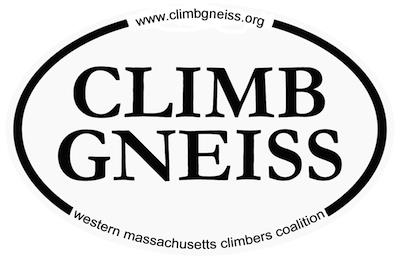 www.climbgneiss.org
CLIMB
GNEISS
western massachusetts climbers coalition